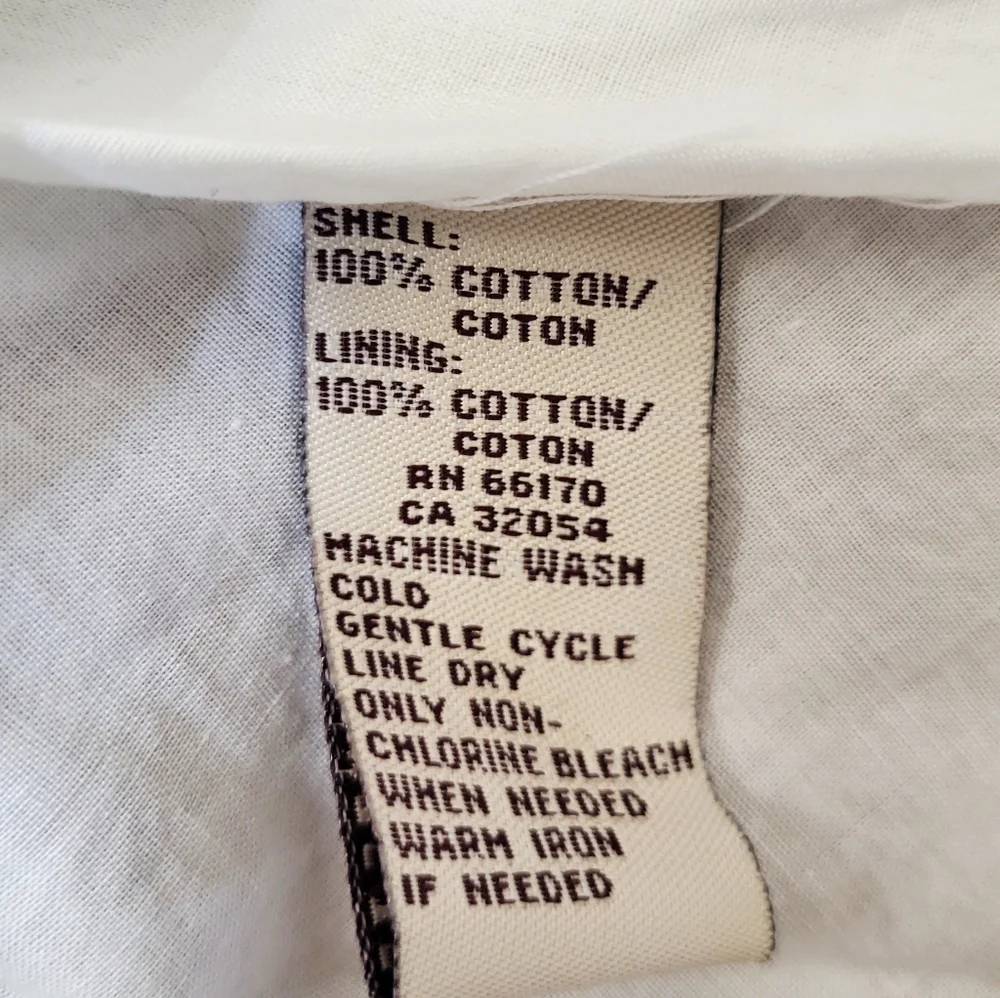 SHELL:
100% COTTON/
COTON
LINING:
100% COTTON/
COTON
RN 66170
CA 32054
MACHINE WASH
COLD
GENTLE CYCLE
LINE DRY
ONLY NON-
CHLORINE BLEACH
WHEN NEEDED
WARM IRON
IF NEEDED